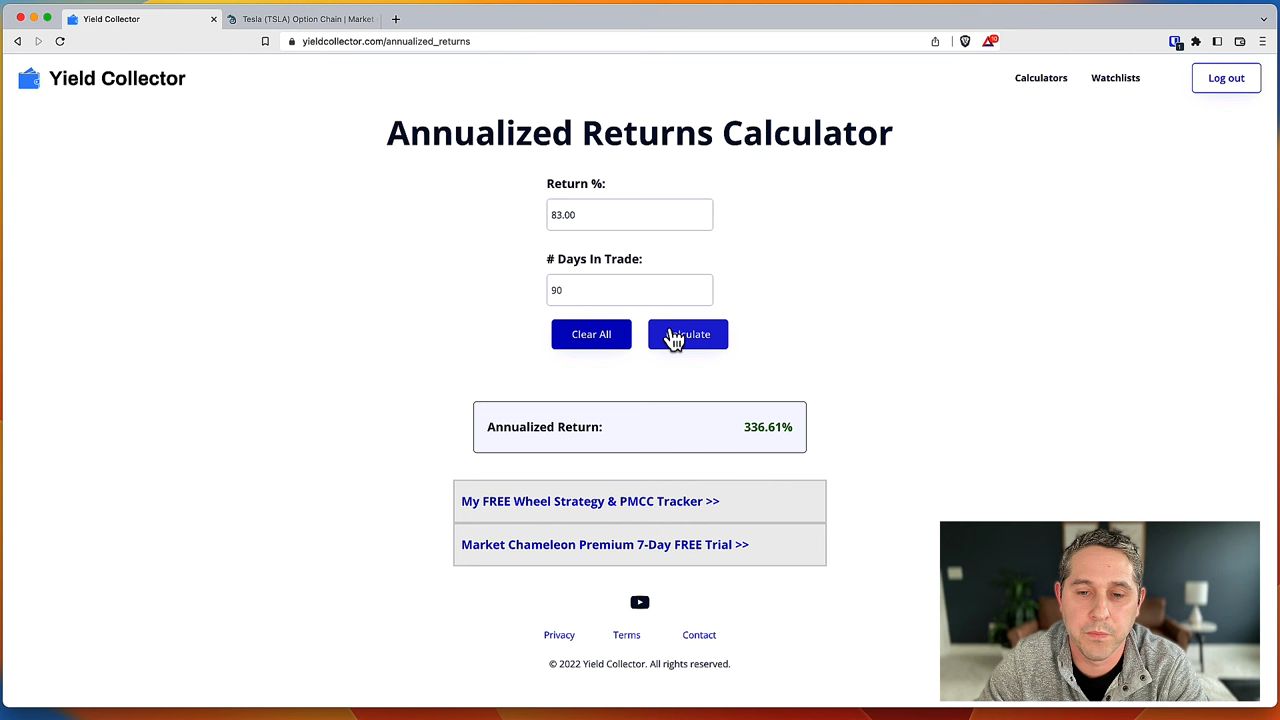 Yield Collector
Tesla (TSLA) Option Chain | Market
yieldcollector.com/annualized_returns
Yield Collector
Calculators
Watchlists
Log out
Annualized Returns Calculator
Return %:
83.00
# Days In Trade:
90
Clear All
Annualized Return:
336.61%
My FREE Wheel Strategy & PMCC Tracker >>
Market Chameleon Premium 7-Day FREE Trial >>
Privacy
Terms
Contact
© 2022 Yield Collector. All rights reserved.